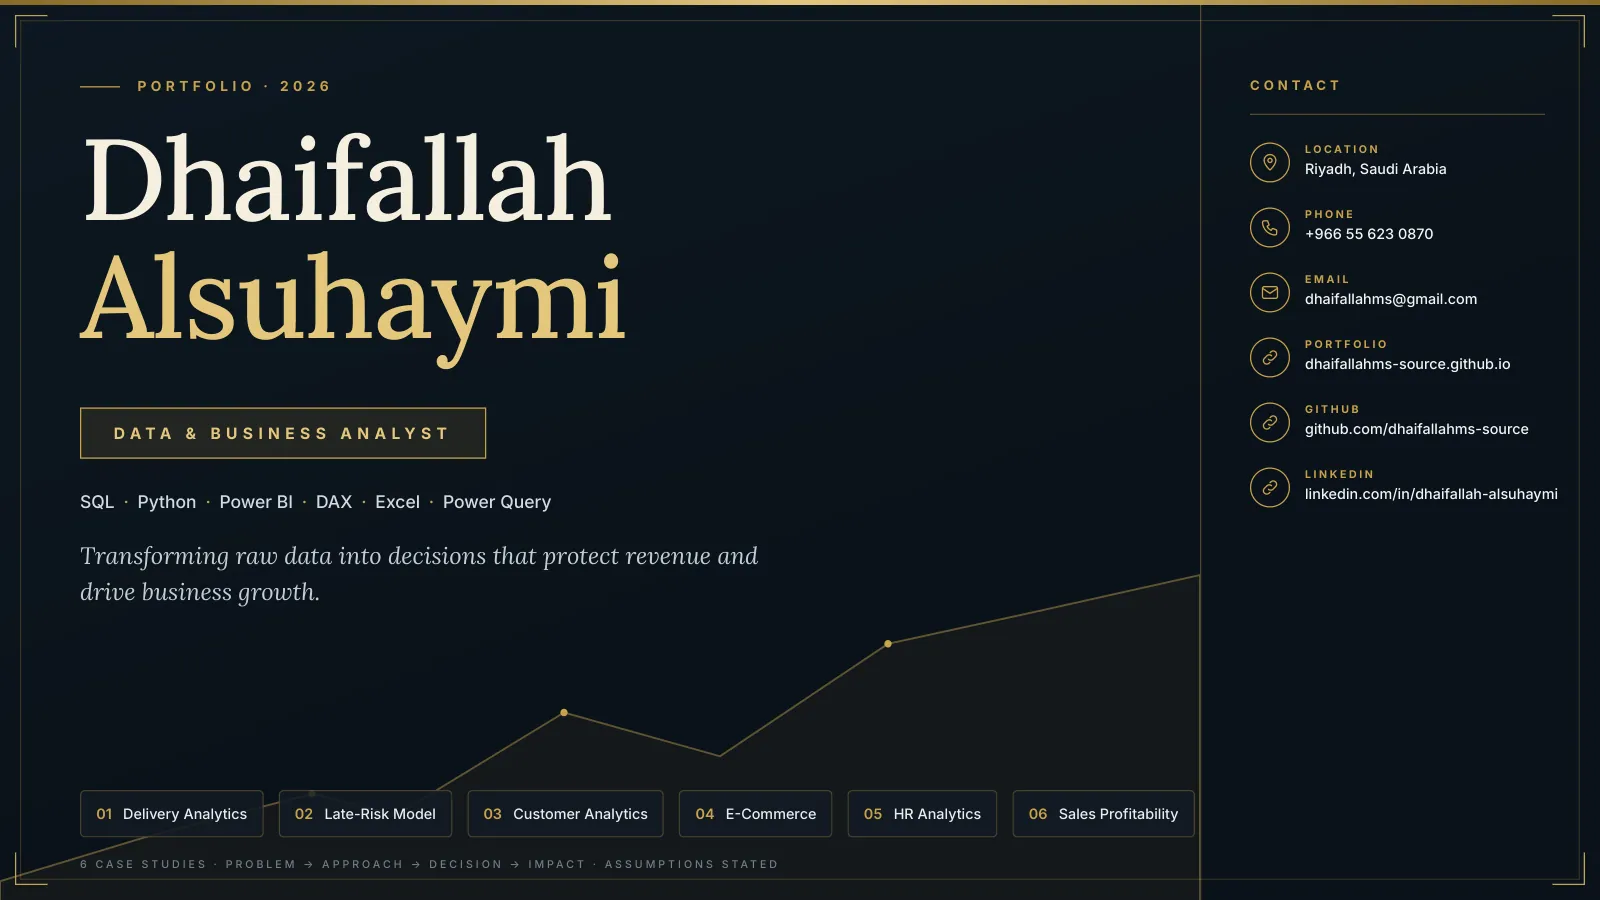 PORTFOLIO · 2026
Dhaifallah
Alsuhaymi
DATA & BUSINESS ANALYST
SQL · Python · Power BI · DAX · Excel · Power Query
Transforming raw data into decisions that protect revenue and
drive business growth.
01 Delivery Analytics
02 Late-Risk Model
03 Customer Analytics
04 E-Commerce
05 HR Analytics
06 Sales Profitability
6 CASE STUDIES · PROBLEM → APPROACH → DECISION → IMPACT · ASSUMPTIONS STATED
CONTACT
LOCATION
Riyadh, Saudi Arabia
PHONE
+966 55 623 0870
EMAIL
dhaifallahms@gmail.com
PORTFOLIO
dhaifallahms-source.github.io
GITHUB
github.com/dhaifallahms-source
LINKEDIN
linkedin.com/in/dhaifallah-alsuhaymi